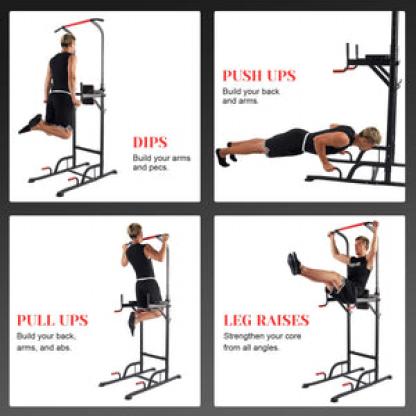 DIPS
Build your arms
and pecs.
PUSH UPS
Build your back
and arms.
PULL UPS
Build your back,
arms, and abs.
LEG RAISES
Strengthen your core
from all angles.